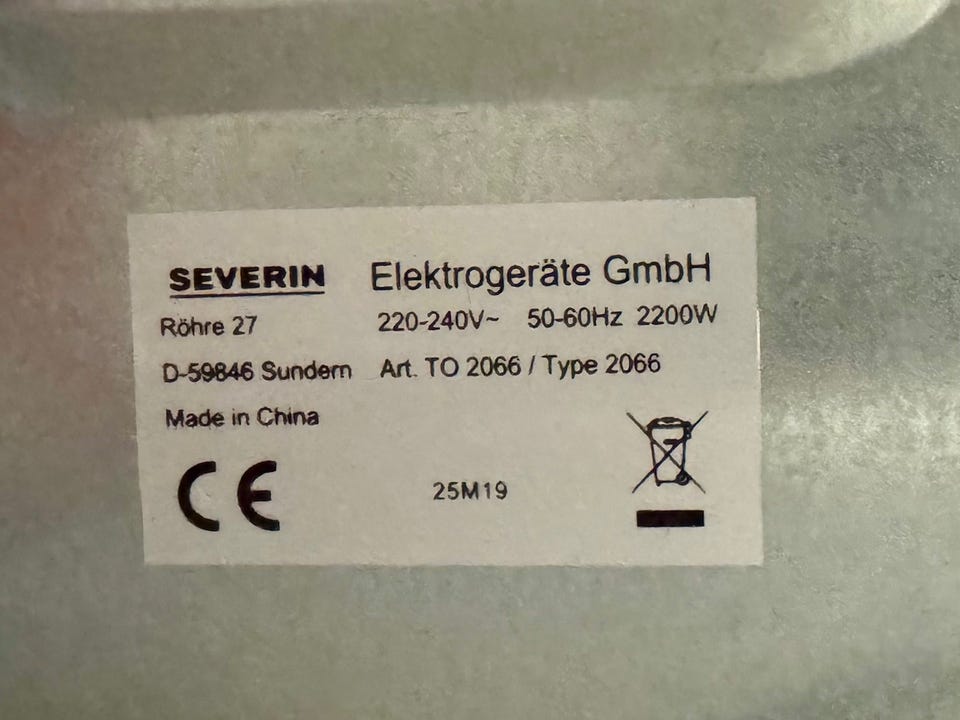 SEVERIN Elektrogeräte GmbH
Röhre 27 220-240V~ 50-60Hz 2200W
D-59846 Sundern Art. TO 2066 / Type 2066
Made in China
CE 25M19